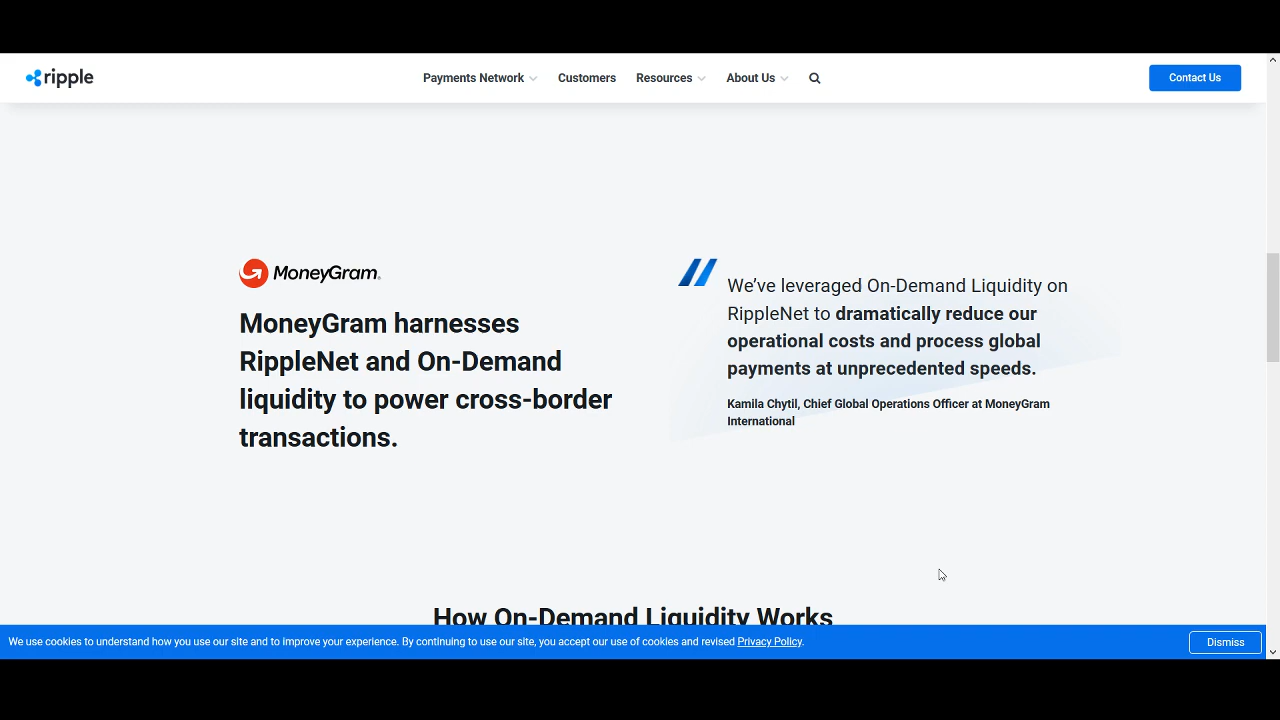 ripple
Payments Network
Customers
Resources
About Us
Contact Us
MoneyGram®
MoneyGram harnesses
RippleNet and On-Demand
liquidity to power cross-border
transactions.
We’ve leveraged On-Demand Liquidity on
RippleNet to dramatically reduce our
operational costs and process global
payments at unprecedented speeds.
Kamila Chytil, Chief Global Operations Officer at MoneyGram
International
How On-Demand Liquidity Works
We use cookies to understand how you use our site and to improve your experience. By continuing to use our site, you accept our use of cookies and revised Privacy Policy.
Dismiss